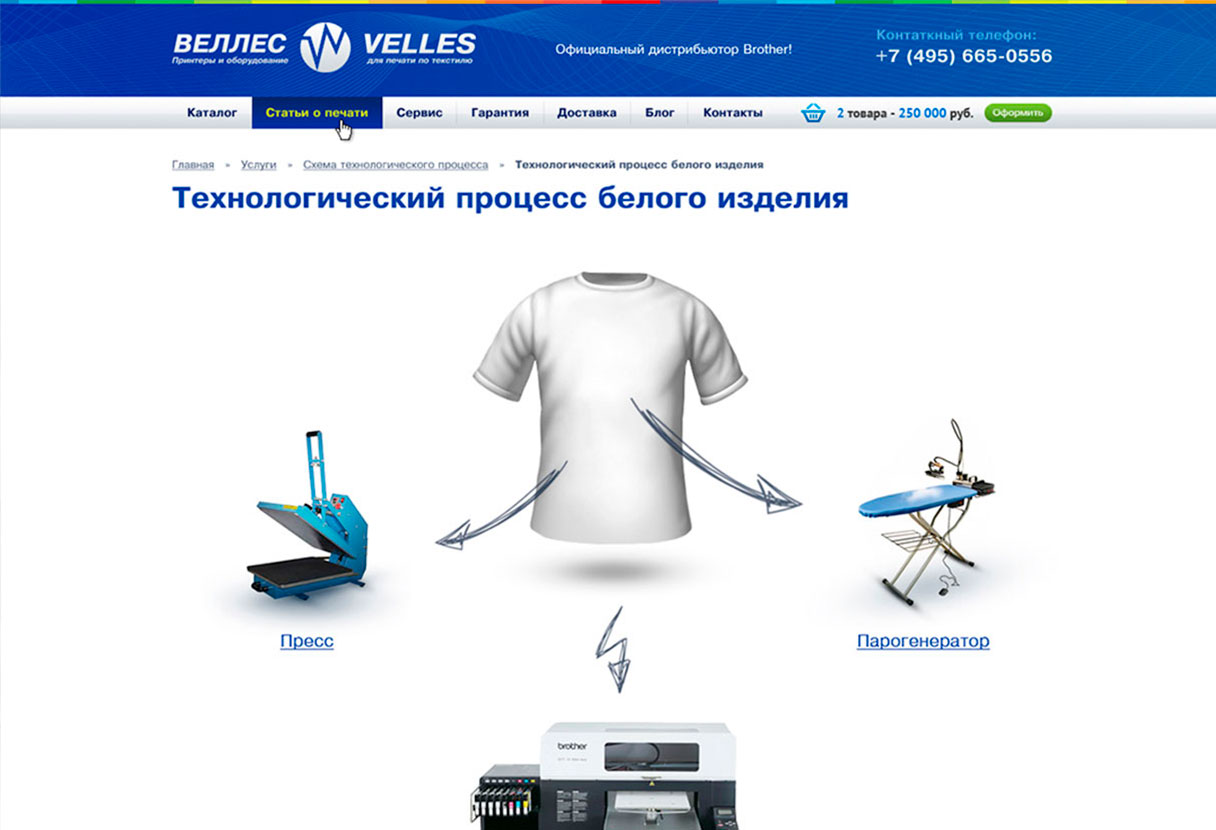 ВЕЛЛЕС VELLES
Принтеры и оборудование для печати по текстилю
Официальный дистрибьютор Brother!
Контаткный телефон:
+7 (495) 665-0556
Каталог Статьи о печати Сервис Гарантия Доставка Блог Контакты 2 товара - 250 000 руб. Оформить
Главная » Услуги » Схема технологического процесса » Технологический процесс белого изделия
Технологический процесс белого изделия
Пресс
Парогенератор
brother